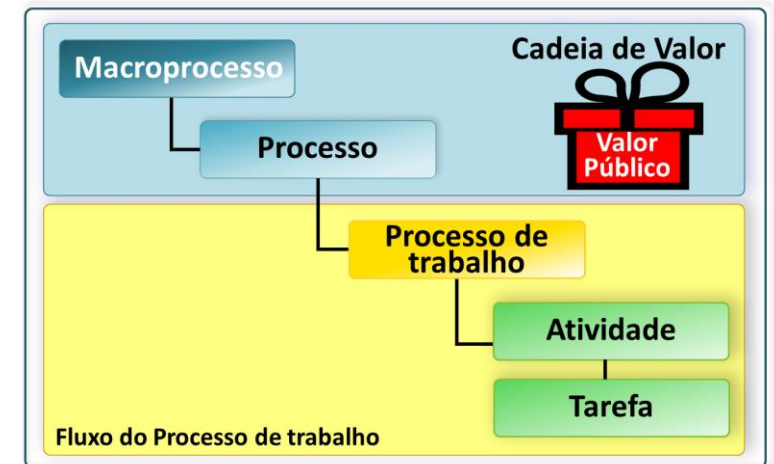 Cadeia de Valor
Macroprocesso
Processo
Valor
Público
Processo de
trabalho
Atividade
Tarefa
Fluxo do Processo de trabalho